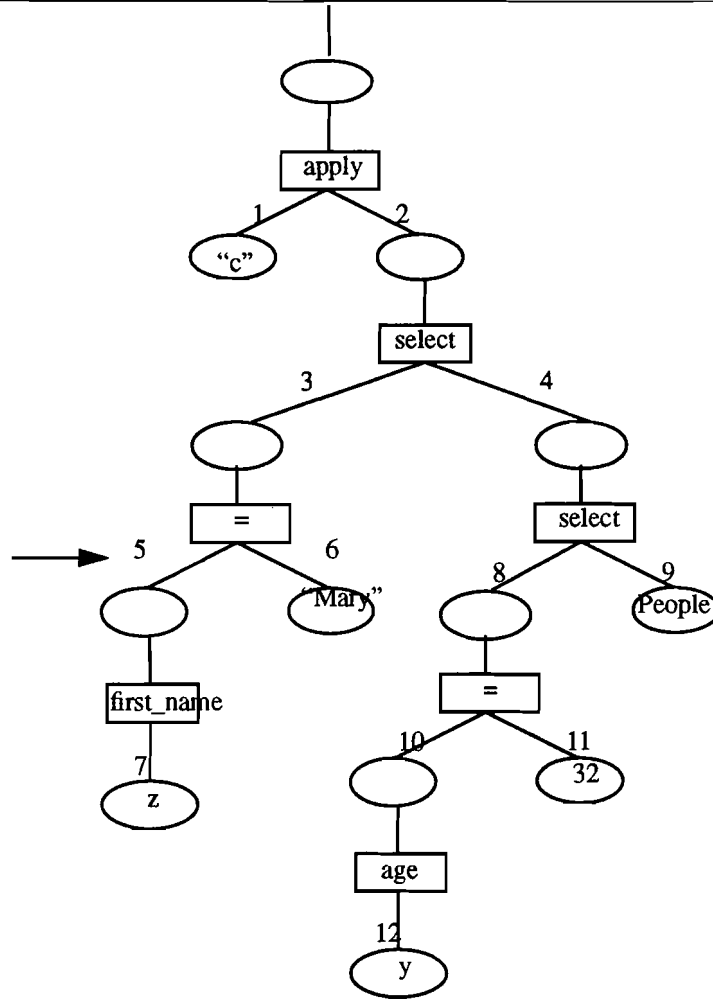 apply
1
2
“c”
select
3
4
=
select
5
6
8
9
“Mary”
People
first_name
=
10
11
7
32
z
age
12
y